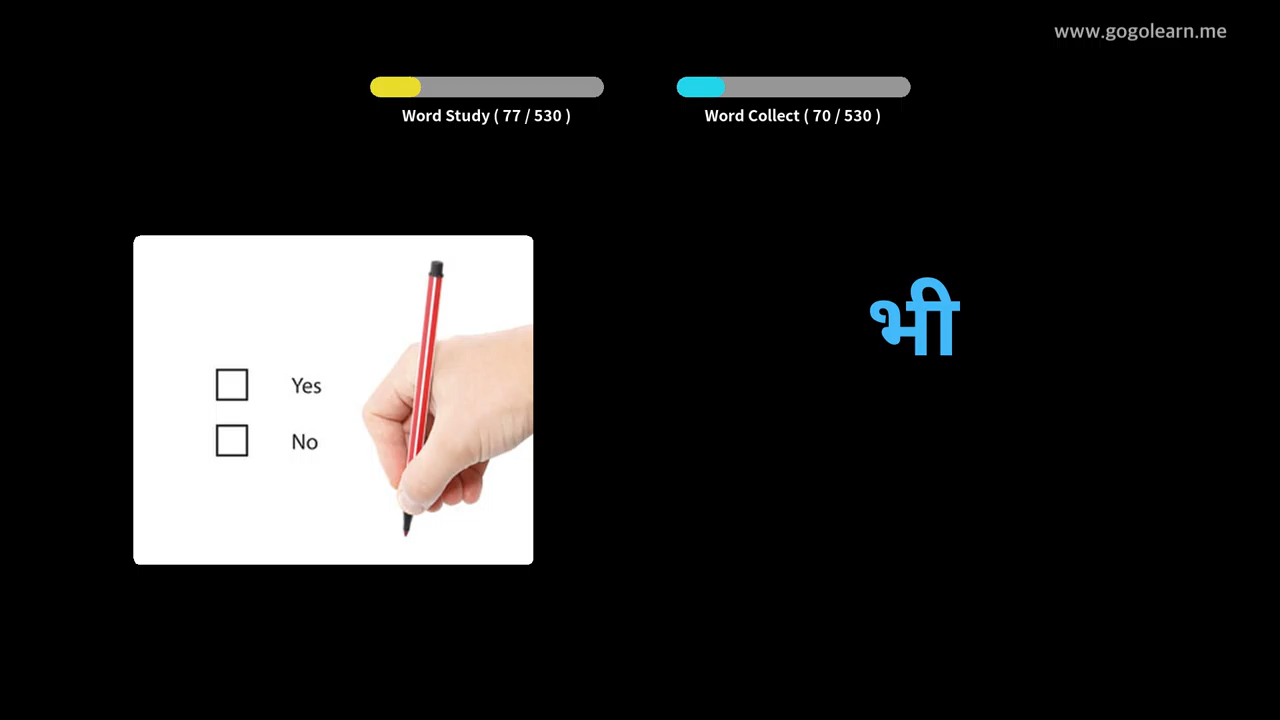 www.gogolearn.me
Word Study ( 77 / 530 )
Word Collect ( 70 / 530 )
भी
Yes
No